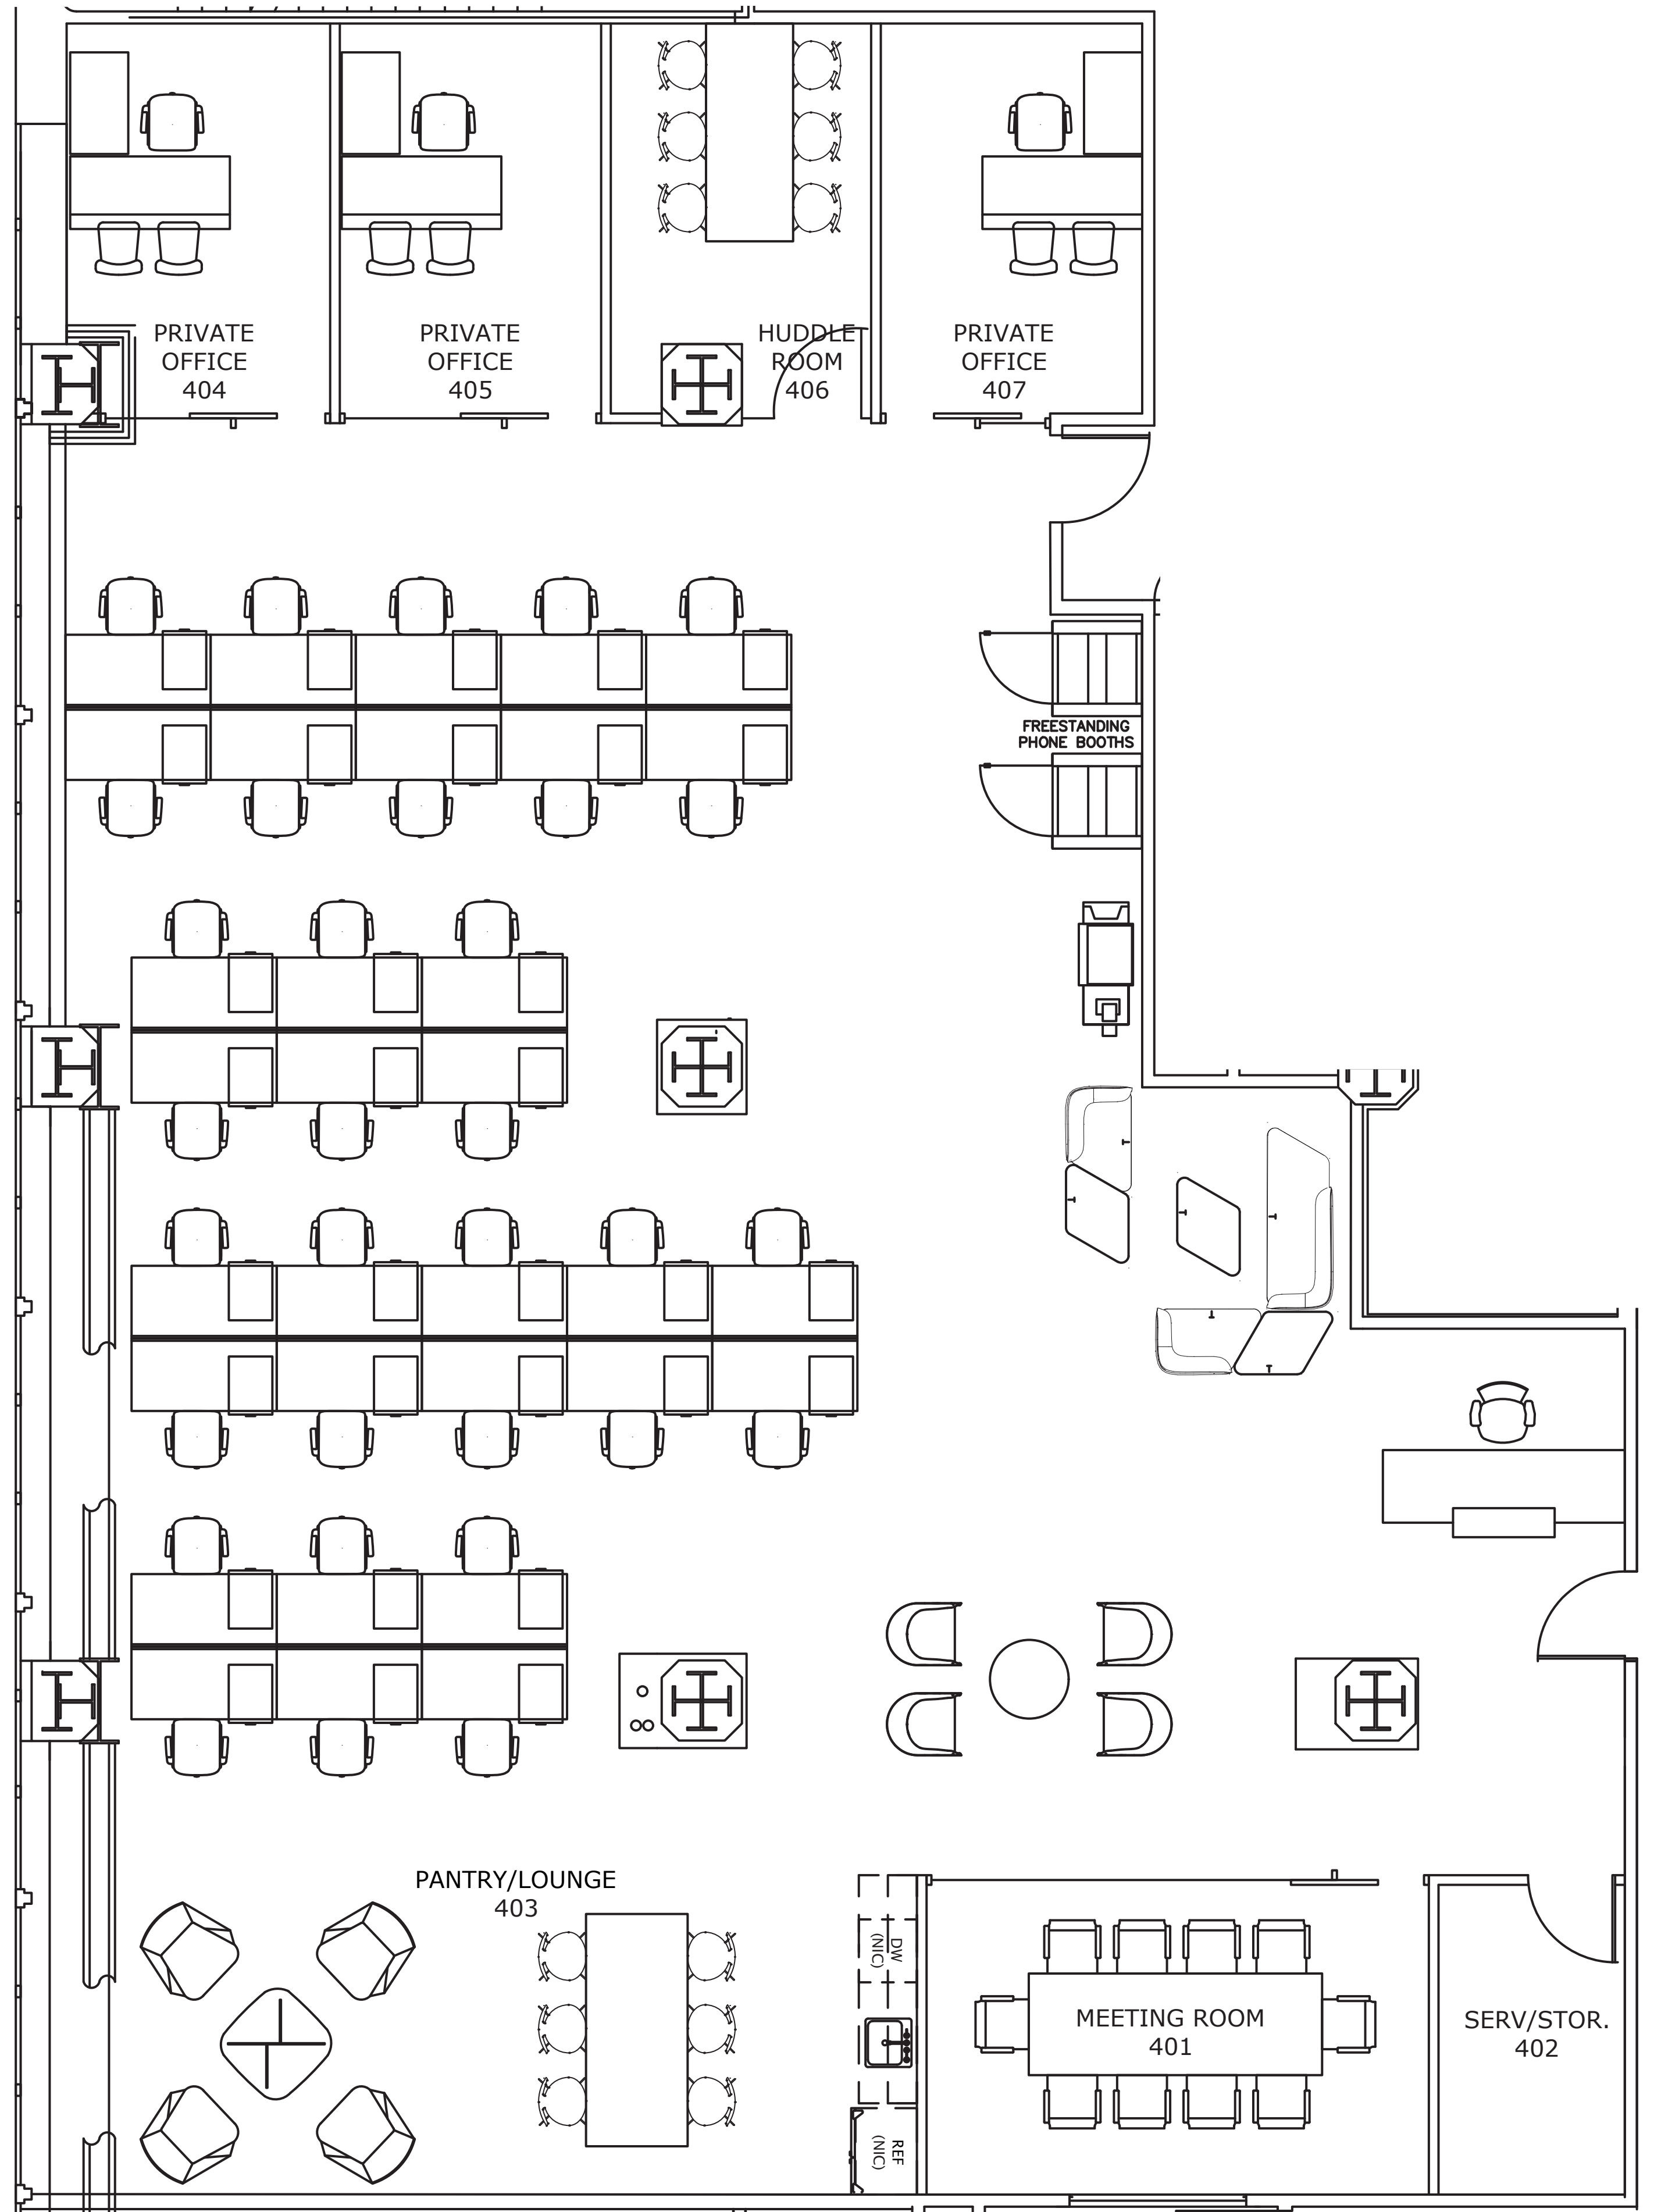 PRIVATE
OFFICE
404
PRIVATE
OFFICE
405
HUDDLE
ROOM
406
PRIVATE
OFFICE
407
FREESTANDING
PHONE BOOTHS
PANTRY/LOUNGE
403
DW
(NIC)
REF
(NIC)
MEETING ROOM
401
SERV/STOR.
402